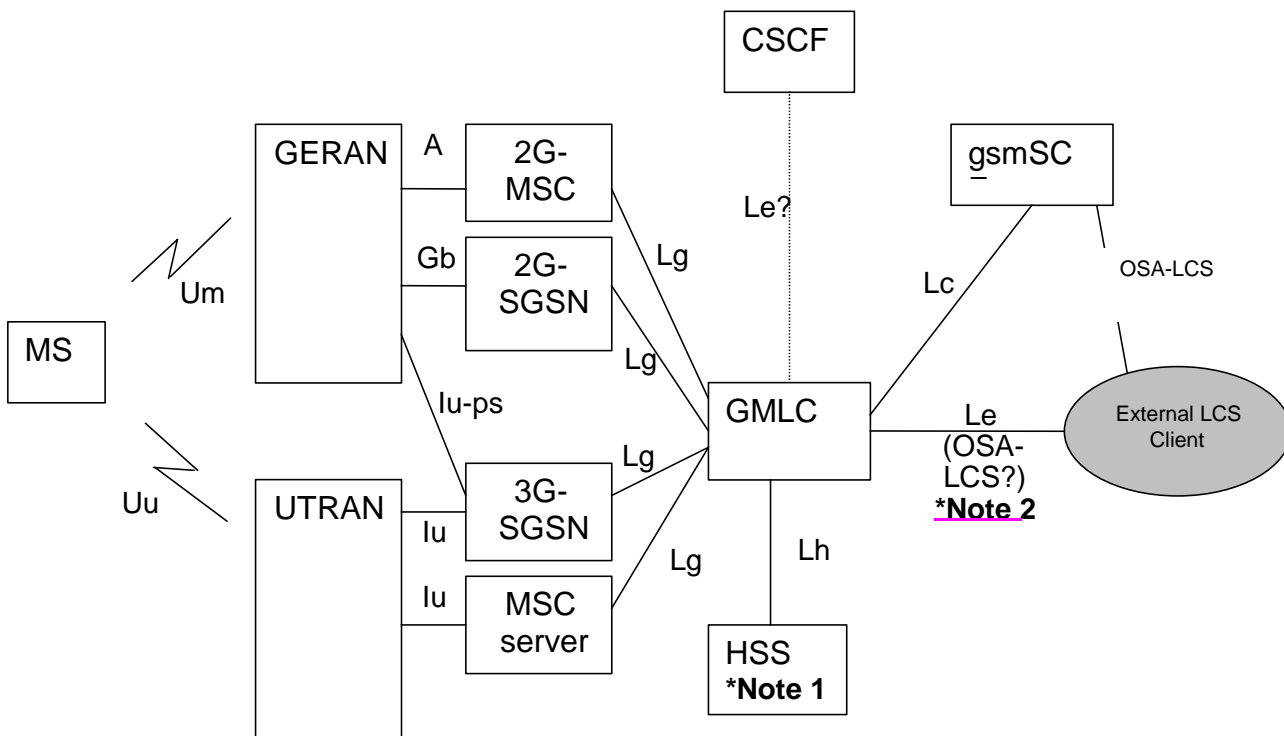 CSCF
GERAN
A
2G-
MSC
gsmSC
Le?
Gb
2G-
SGSN
Lg
OSA-LCS
Um
Lc
MS
Lg
Iu-ps
GMLC
Le
(OSA-
LCS?)
*Note 2
External LCS
Client
Lg
Uu
UTRAN
3G-
SGSN
Iu
Lg
Lh
Iu
MSC
server
HSS
*Note 1